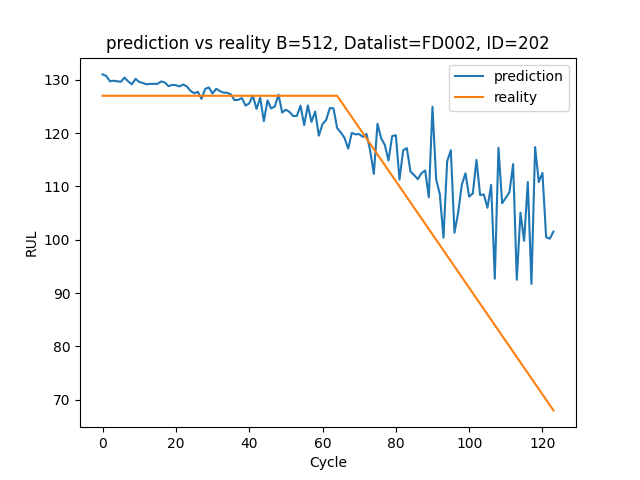 prediction vs reality B=512, Datalist=FD002, ID=202
prediction
reality
RUL
130
120
110
100
90
80
70
0 20 40 60 80 100 120
Cycle